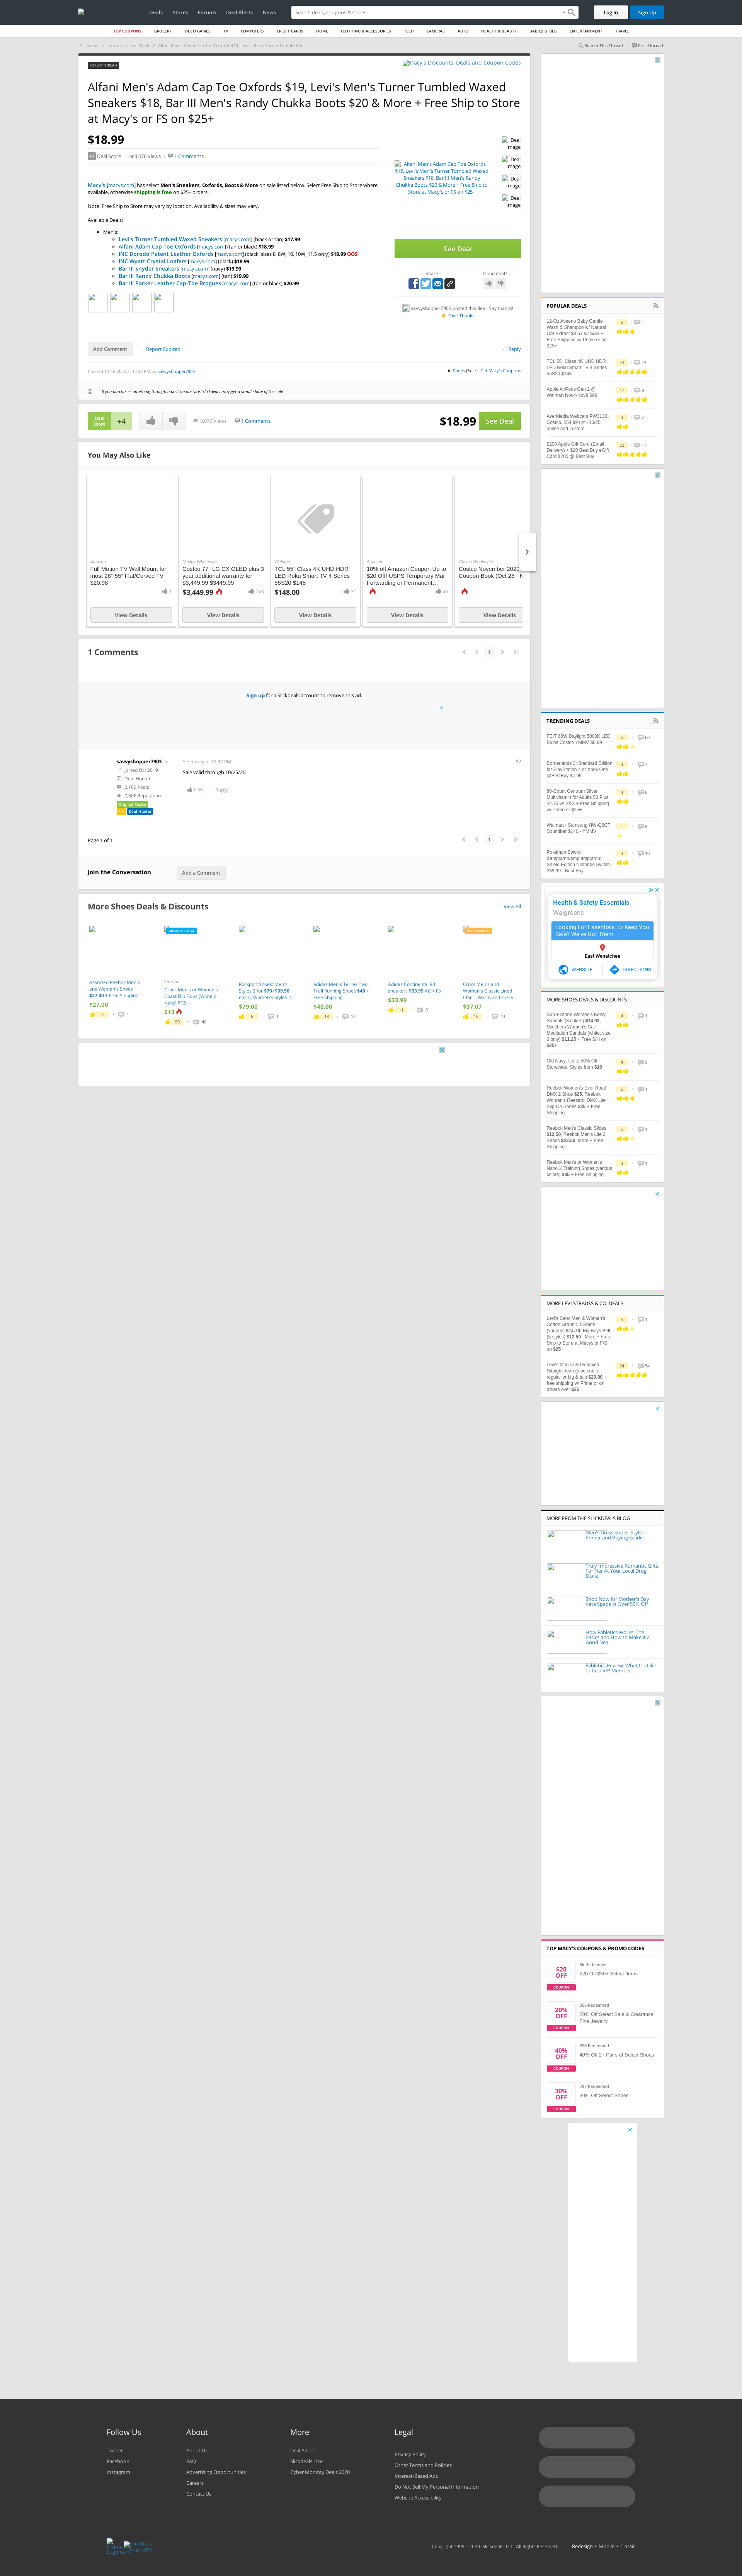 Deals Stores Forums Deal Alerts News
Search deals, coupons & stores
Log In
Sign Up
TOP COUPONS GROCERY VIDEO GAMES TV COMPUTERS CREDIT CARDS HOME CLOTHING & ACCESSORIES TECH CAMERAS AUTO HEALTH & BEAUTY BABIES & KIDS ENTERTAINMENT TRAVEL
Slickdeals > Forums > Hot Deals > Alfani Men's Adam Cap Toe Oxfords $19, Levi's Men's Turner Tumbled Wa...
Search This Thread First Unread
FORUM THREAD
Macy's Discounts, Deals and Coupon Codes
Alfani Men's Adam Cap Toe Oxfords $19, Levi's Men's Turner Tumbled Waxed
Sneakers $18, Bar III Men's Randy Chukka Boots $20 & More + Free Ship to Store
at Macy's or FS on $25+
$18.99
+4 Deal Score 3,076 Views 1 Comments
Macy's [macys.com] has select Men's Sneakers, Oxfords, Boots & More on sale listed below. Select Free Ship to Store where
available, otherwise shipping is free on $25+ orders.
Note: Free Ship to Store may vary by location. Availability & sizes may vary.
Available Deals:
Men's:
Levi's Turner Tumbled Waxed Sneakers [macys.com] (black or tan) $17.99
Alfani Adam Cap Toe Oxfords [macys.com] (tan or black) $18.99
INC Dorodo Patent Leather Oxfords [macys.com] (black, sizes 8, 8W, 10, 10W, 11.5 only) $18.99 OOS
INC Wyatt Crystal Loafers [macys.com] (black) $18.99
Bar III Snyder Sneakers [macys.com] (navy) $19.99
Bar III Randy Chukka Boots [macys.com] (tan) $19.99
Bar III Parker Leather Cap-Toe Brogues [macys.com] (tan or black) $20.99
Alfani Men's Adam Cap Toe Oxfords
$19, Levi's Men's Turner Tumbled Waxed
Sneakers $18, Bar III Men's Randy
Chukka Boots $20 & More + Free Ship to
Store at Macy's or FS on $25+
Deal
Image
Deal
Image
Deal
Image
Deal
Image
See Deal
Share
Good deal?
savvyshopper7903 posted this deal. Say thanks!
Give Thanks
Add Comment
Report Expired
Reply
Created 10-16-2020 at 12:20 PM by savvyshopper7903
in Shoes (5) Get Macy's Coupons
If you purchase something through a post on our site, Slickdeals may get a small share of the sale.
Deal
Score
+4
3,076 Views
1 Comments
$18.99
See Deal
You May Also Like
Amazon
Full Motion TV Wall Mount for
most 26"-55" Flat/Curved TV
$20.98
1
View Details
Costco Wholesale
Costco 77" LG CX OLED plus 3
year additional warranty for
$3,449.99 $3449.99
$3,449.99
143
View Details
Walmart
TCL 55" Class 4K UHD HDR
LED Roku Smart TV 4 Series
55S20 $148
$148.00
31
View Details
Amazon
10% off Amazon Coupon Up to
$20 Off! USPS Temporary Mail
Forwarding or Permanent...
45
View Details
Costco Wholesale
Costco November 2020
Coupon Book (Oct 28 - N
View Details
1 Comments
1
Sign up for a Slickdeals account to remove this ad.
savvyshopper7903
Joined Oct 2019
Deal Hunter
2,160 Posts
7,306 Reputation
Original Poster
Pro Deal Hunter
Yesterday at 12:37 PM
#2
Sale valid through 10/25/20
Like
Reply
Page 1 of 1
1
Join the Conversation
Add a Comment
More Shoes Deals & Discounts
View All
Assorted Reebok Men's
and Women's Shoes
$27.00 + Free Shipping
$27.00
5 1
Amazon
Crocs Men's or Women's
Coast Flip Flops (White or
Navy) $13
$13
59 40
Rockport Shoes: Men's
Styles 2 for $79 ($39.50
each), Women's Styles 2...
$79.00
6 1
adidas Men's Terrex Two
Trail Running Shoes $40 +
Free Shipping
$40.00
18 17
Adidas Continental 80
sneakers $33.99 AC + FS
$33.99
11 3
Crocs Men's and
Women's Classic Lined
Clog | Warm and Fuzzy...
$37.07
16 13
POPULAR DEALS
12-Oz Aveeno Baby Gentle
Wash & Shampoo w/ Natural
Oat Extract $4.57 w/ S&S +
Free Shipping w/ Prime or on
$25+
TCL 55" Class 4K UHD HDR
LED Roku Smart TV 4 Series
55S20 $148
Apple AirPods Gen 2 @
Walmart Nov4-Nov8 $99
AverMedia Webcam PW313C,
Costco, $54.99 until 10/25
online and in store
$200 Apple Gift Card (Email
Delivery) + $20 Best Buy eGift
Card $200 @ Best Buy
TRENDING DEALS
FEIT 60W Daylight 5000K LED
Bulbs Costco YMMV $0.99
Borderlands 3: Standard Edition
for PlayStation 4 or Xbox One
@BestBuy $7.99
80-Count Centrum Silver
Multivitamin for Adults 50 Plus
$4.75 w/ S&S + Free Shipping
w/ Prime or $25+
Walmart - Samsung HW-Q6CT
Soundbar $140 - YMMV
Pokemon Sword
&amp;amp;amp;amp;amp;
Shield Edition Nintendo Switch -
$39.99 - Best Buy
Health & Safety Essentials
Walgreens
Looking For Essentials To Keep You
Safe? We've Got Them.
East Wenatchee
WEBSITE
DIRECTIONS
MORE SHOES DEALS & DISCOUNTS
Sun + Stone Women's Keley
Sandals (3 colors) $14.93,
Skechers Women's Cali
Meditation Sandals (white, size
6 only) $11.25 + Free S/H on
$25+
Old Navy: Up to 50% Off
Storewide, Styles from $10
Reebok Women's Ever Road
DMX 2 Shoe $25, Reebok
Women's Reestroll DMX Lite
Slip-On Shoes $25 + Free
Shipping
Reebok Men's Classic Slides
$12.50, Reebok Men's Lite 2
Shoes $22.50, More + Free
Shipping
Reebok Men's or Women's
Nano X Training Shoes (various
colors) $85 + Free Shipping
MORE LEVI STRAUSS & CO. DEALS
Levi's Sale: Men & Women's
Cotton Graphic T-Shirts
(various) $14.70, Big Boys Belt
(5 styles) $12.50 , More + Free
Ship to Store at Macys or F/S
on $25+
Levi's Men's 559 Relaxed
Straight Jean (aloe subtle,
regular or big & tall) $20.80 +
free shipping w/ Prime or on
orders over $25
MORE FROM THE SLICKDEALS BLOG
Men's Dress Shoes: Style
Primer and Buying Guide
Truly Impressive Romantic Gifts
For Her At Your Local Drug
Store
Shop Now for Mother's Day:
Kate Spade Is Over 50% Off
How Fabletics Works: The
Basics and How to Make it a
Good Deal
Fabletics Review: What It's Like
to be a VIP Member
TOP MACY'S COUPONS & PROMO CODES
$20
OFF
COUPON
6k Redeemed
$20 Off $50+ Select Items
20%
OFF
COUPON
20% Off Select Sale & Clearance
Fine Jewelry
40%
OFF
COUPON
680 Redeemed
40% Off 2+ Pairs of Select Shoes
30%
OFF
COUPON
787 Redeemed
30% Off Select Shoes
Follow Us
Twitter
Facebook
Instagram
About
About Us
FAQ
Advertising Opportunities
Careers
Contact Us
More
Deal Alerts
Slickdeals Live
Cyber Monday Deals 2020
Legal
Privacy Policy
Other Terms and Policies
Interest-Based Ads
Do Not Sell My Personal Information
Website Accessibility
Copyright 1999 - 2020. Slickdeals, LLC. All Rights Reserved.
Redesign • Mobile • Classic